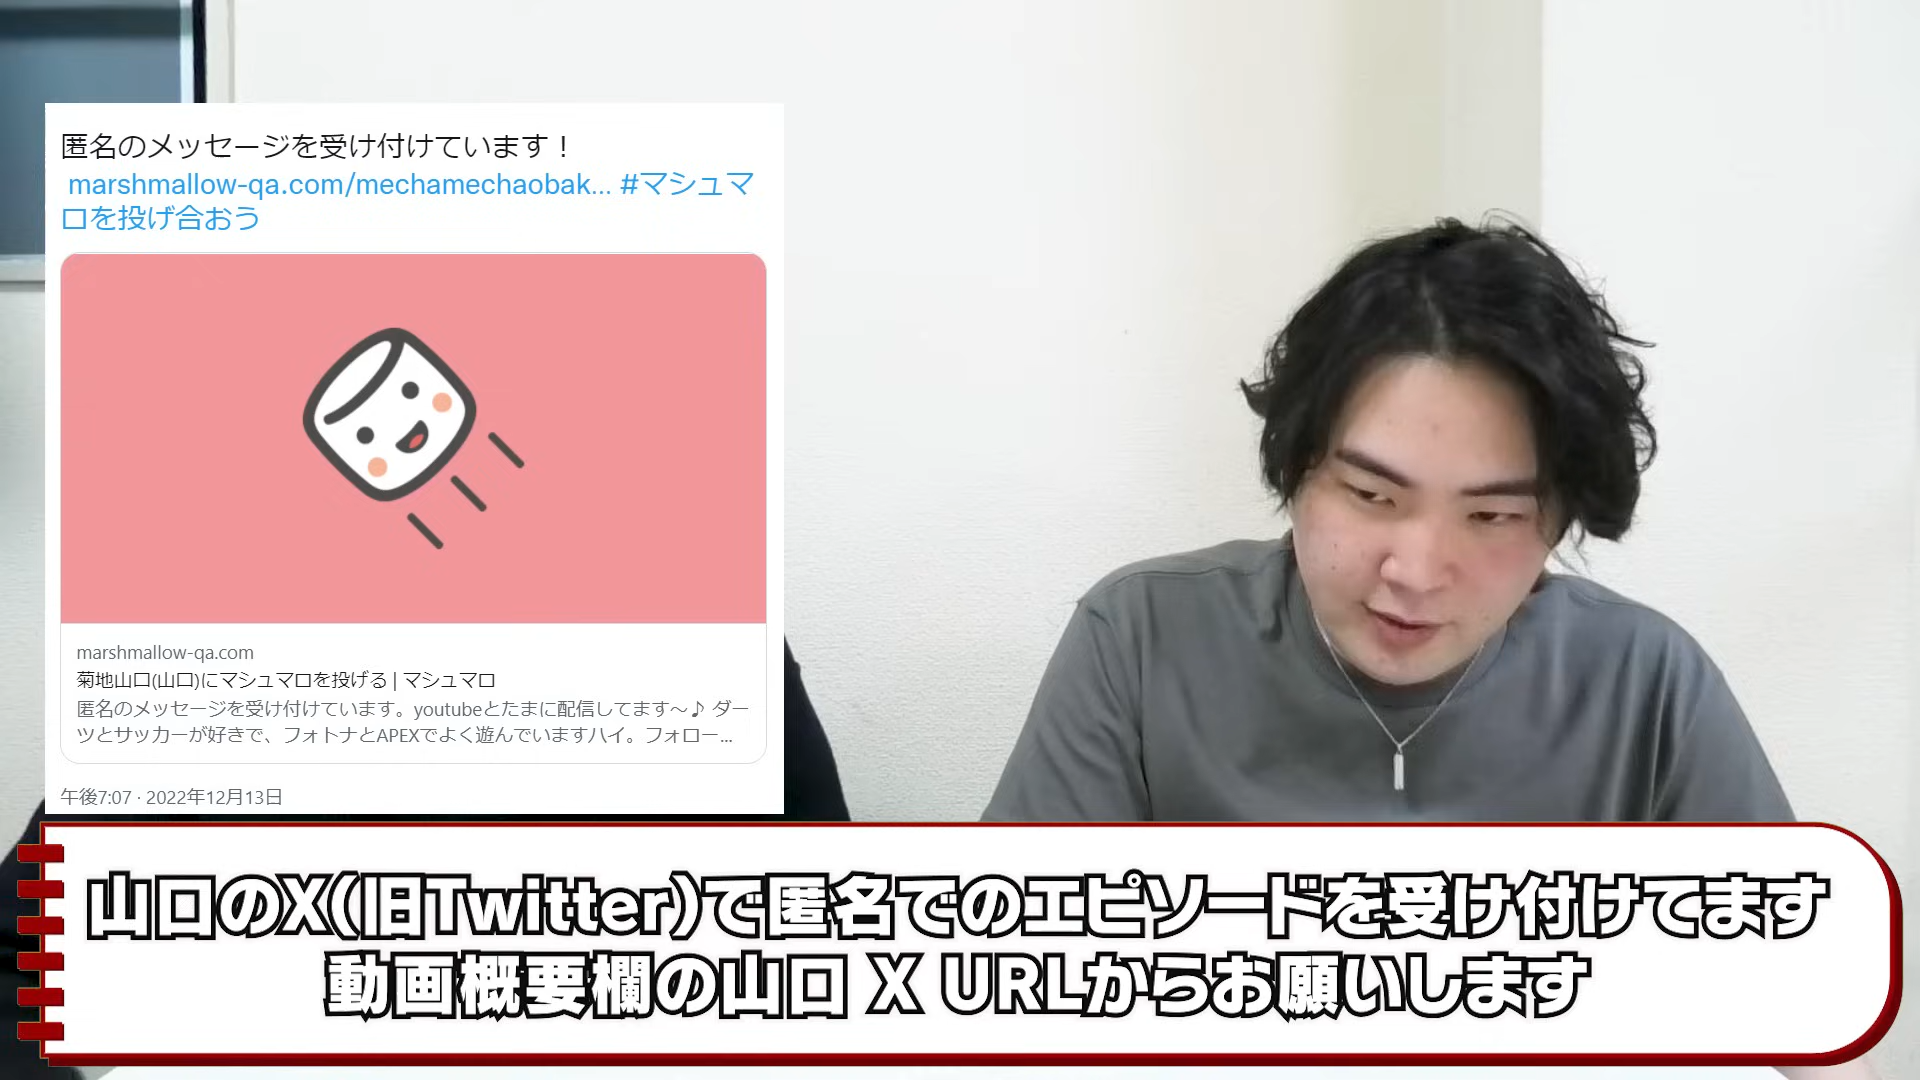 匿名のメッセージを受け付けています！
marshmallow-qa.com/mechamechaobak... #マシュマ
ロを投げ合おう
marshmallow-qa.com
菊地山口(山口)にマシュマロを投げる | マシュマロ
匿名のメッセージを受け付けています。youtubeとたまに配信してます〜♪ ダー
ツとサッカーが好きで、フォトナとAPEXでよく遊んでいますハイ。フォロー...
午後7:07 · 2022年12月13日
山口のX(旧Twitter)で匿名でのエピソードを受け付けてます
動画概要欄の山口 X URLからお願いします